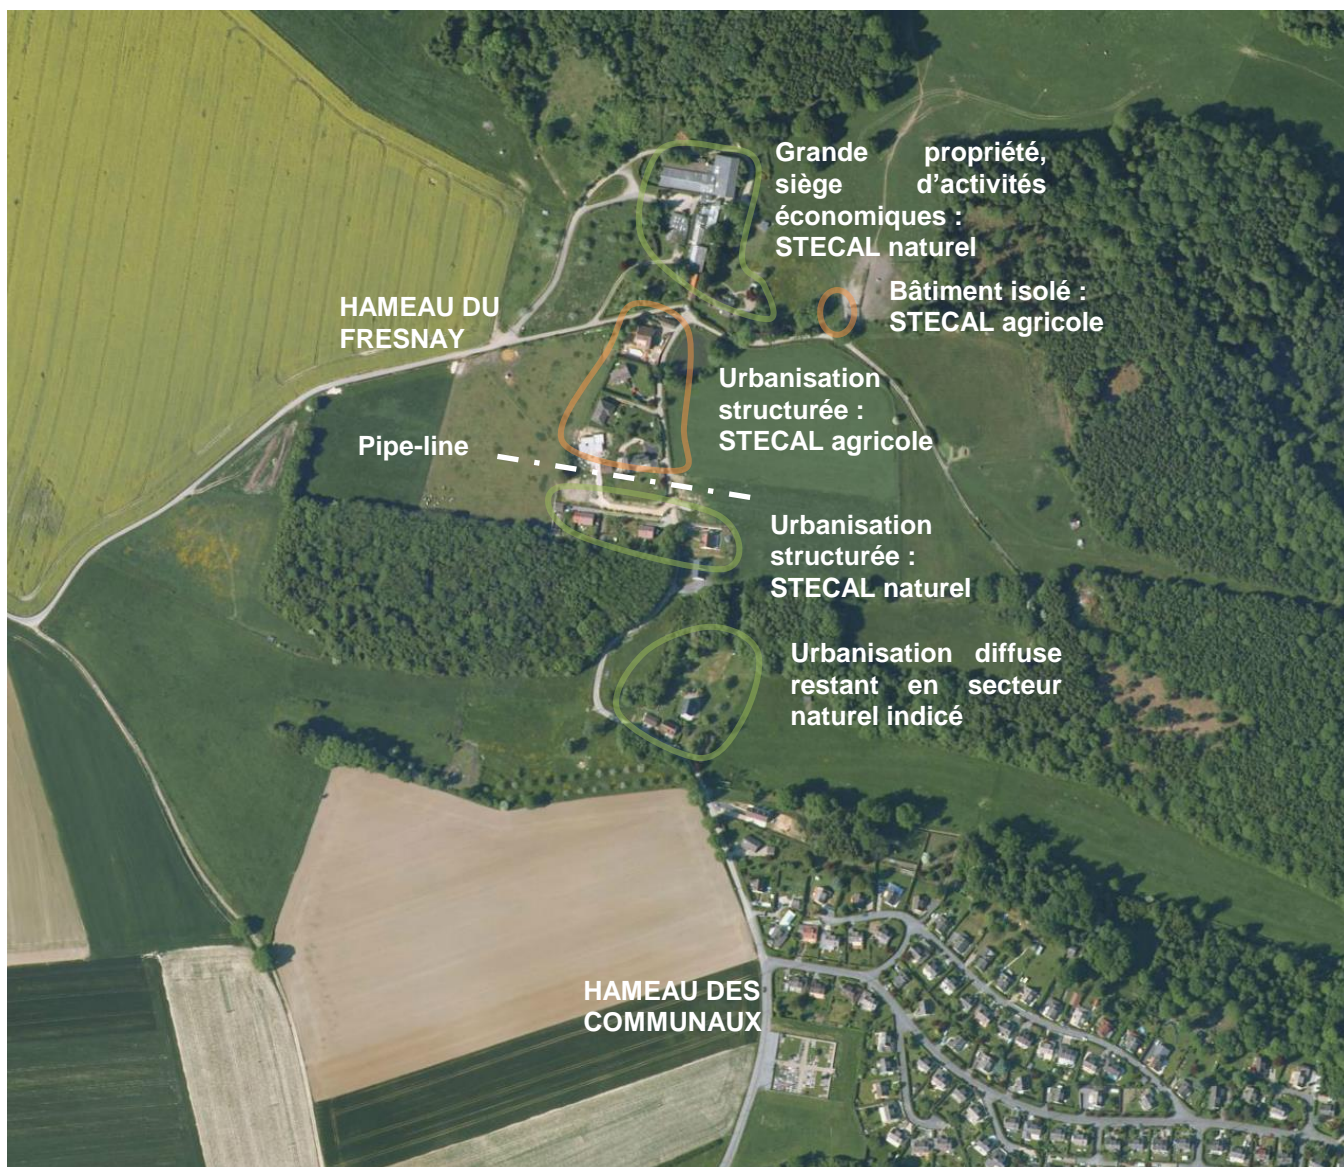 Grande propriété,
siège d’activités
économiques :
STECAL naturel
Bâtiment isolé :
STECAL agricole
HAMEAU DU
FRESNAY
Urbanisation
structurée :
STECAL agricole
Pipe-line
Urbanisation
structurée :
STECAL naturel
Urbanisation diffuse
restant en secteur
naturel indicé
HAMEAU DES
COMMUNAUX